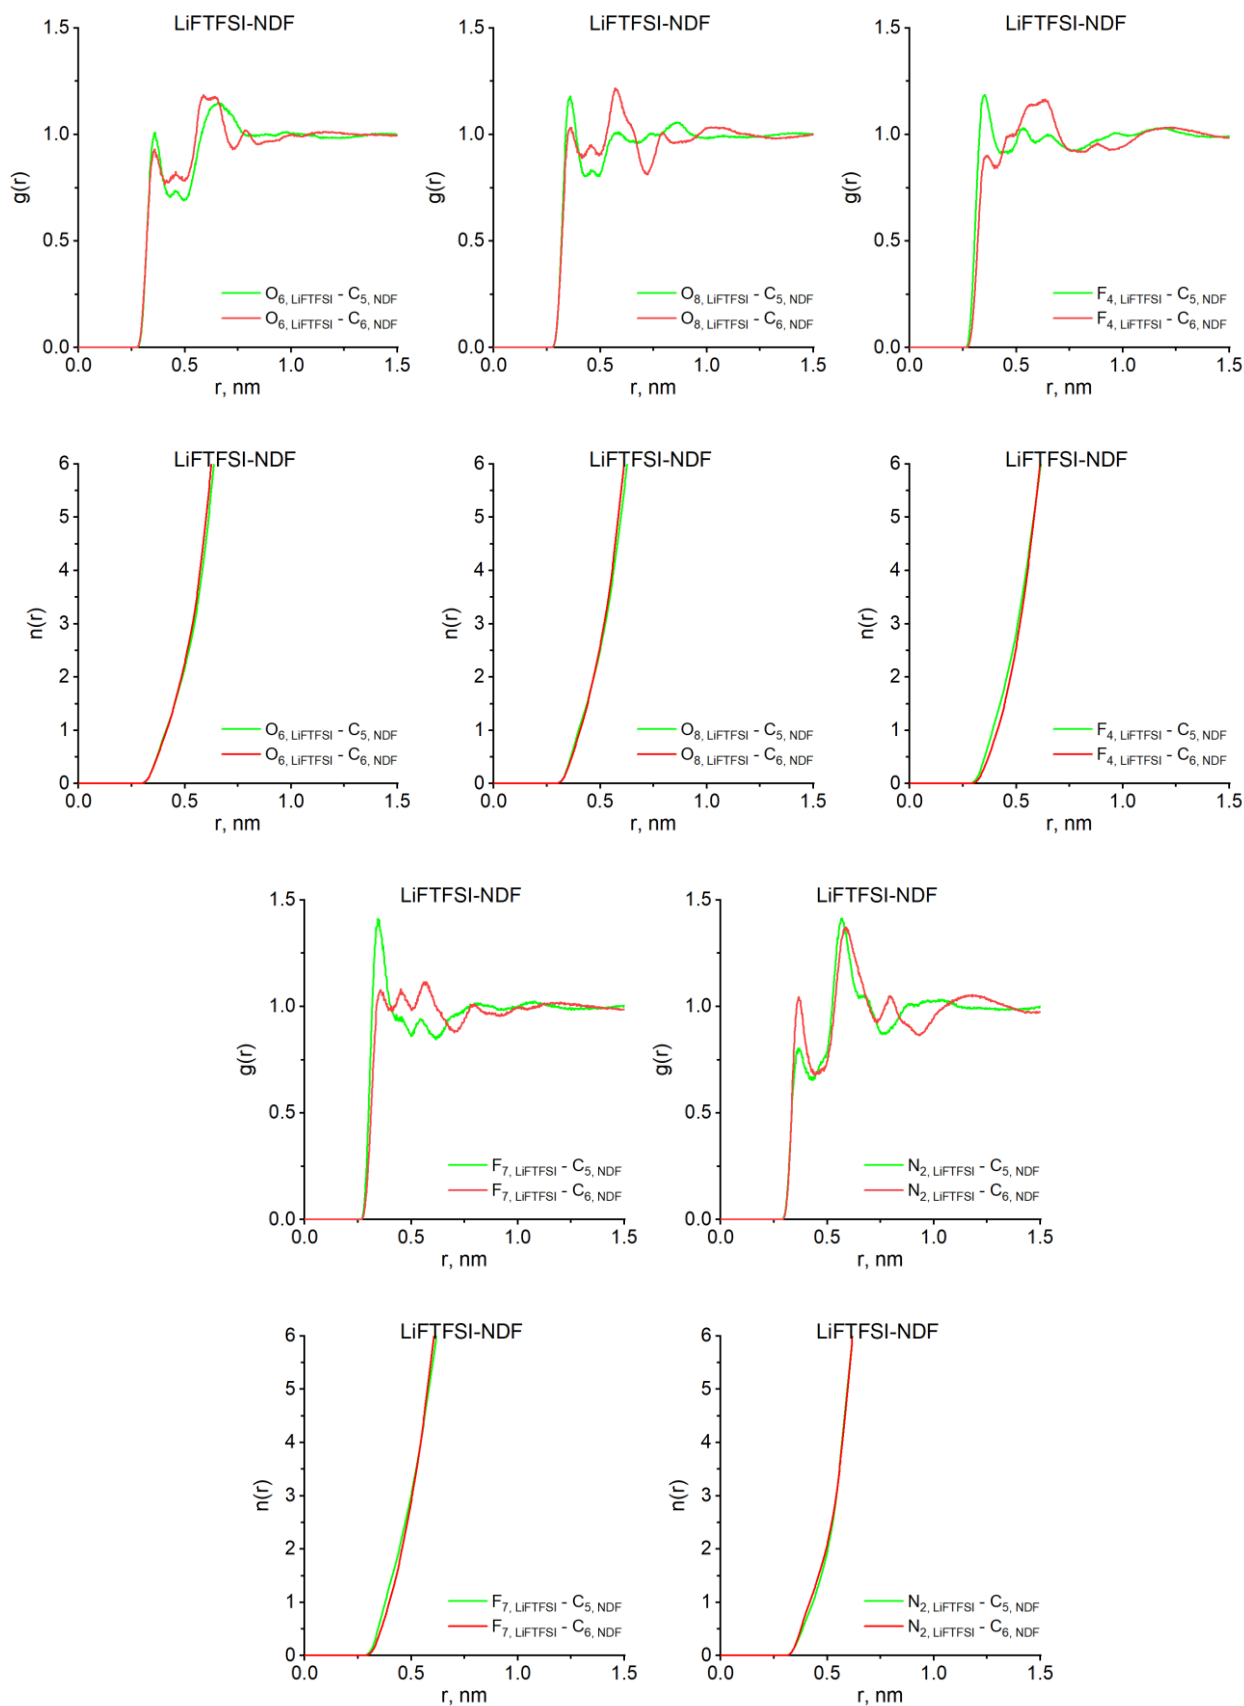 LiFTFSI-NDF
g(r)
1.5
1.0
0.5
0.0
O6, LiFTFSI - C5, NDF
O6, LiFTFSI - C6, NDF
0.0 0.5 1.0 1.5
r, nm
LiFTFSI-NDF
g(r)
1.5
1.0
0.5
0.0
O8, LiFTFSI - C5, NDF
O8, LiFTFSI - C6, NDF
0.0 0.5 1.0 1.5
r, nm
LiFTFSI-NDF
g(r)
1.5
1.0
0.5
0.0
F4, LiFTFSI - C5, NDF
F4, LiFTFSI - C6, NDF
0.0 0.5 1.0 1.5
r, nm
LiFTFSI-NDF
n(r)
6
5
4
3
2
1
0
O6, LiFTFSI - C5, NDF
O6, LiFTFSI - C6, NDF
0.0 0.5 1.0 1.5
r, nm
LiFTFSI-NDF
n(r)
6
5
4
3
2
1
0
O8, LiFTFSI - C5, NDF
O8, LiFTFSI - C6, NDF
0.0 0.5 1.0 1.5
r, nm
LiFTFSI-NDF
n(r)
6
5
4
3
2
1
0
F4, LiFTFSI - C5, NDF
F4, LiFTFSI - C6, NDF
0.0 0.5 1.0 1.5
r, nm
LiFTFSI-NDF
g(r)
1.5
1.0
0.5
0.0
F7, LiFTFSI - C5, NDF
F7, LiFTFSI - C6, NDF
0.0 0.5 1.0 1.5
r, nm
LiFTFSI-NDF
g(r)
1.5
1.0
0.5
0.0
N2, LiFTFSI - C5, NDF
N2, LiFTFSI - C6, NDF
0.0 0.5 1.0 1.5
r, nm
LiFTFSI-NDF
n(r)
6
5
4
3
2
1
0
F7, LiFTFSI - C5, NDF
F7, LiFTFSI - C6, NDF
0.0 0.5 1.0 1.5
r, nm
LiFTFSI-NDF
n(r)
6
5
4
3
2
1
0
N2, LiFTFSI - C5, NDF
N2, LiFTFSI - C6, NDF
0.0 0.5 1.0 1.5
r, nm